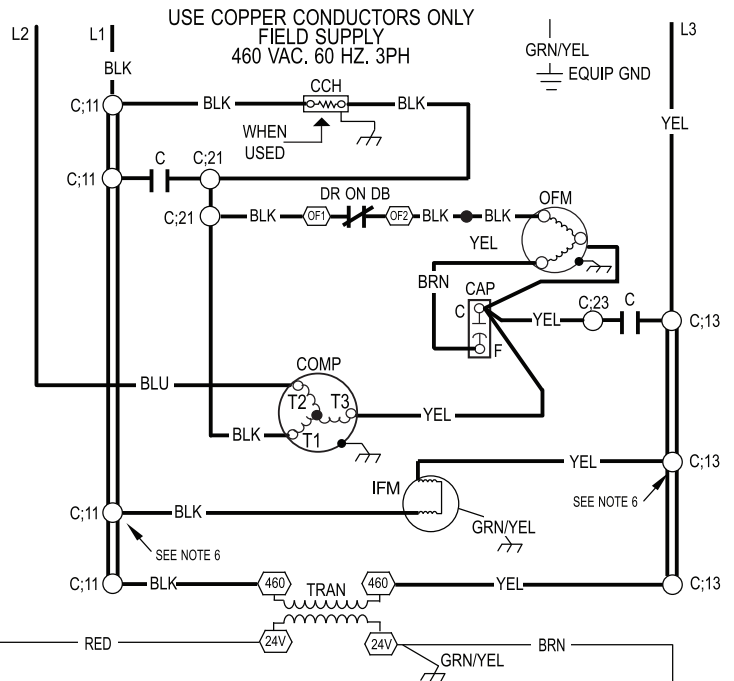 USE COPPER CONDUCTORS ONLY
FIELD SUPPLY
460 VAC. 60 HZ. 3PH
L2
L1
L3
GRN/YEL
EQUIP GND
BLK
YEL
CCH
C;11
BLK
BLK
WHEN
USED
C;11
C
C;21
C;21
BLK
OF1
DR ON DB
OF2
BLK
BLK
OFM
YEL
BRN
CAP
C
F
YEL
C;23
C
C;13
COMP
BLU
T2
T3
T1
YEL
BLK
IFM
YEL
C;13
SEE NOTE 6
C;11
BLK
GRN/YEL
SEE NOTE 6
C;11
BLK
460
TRAN
460
YEL
C;13
RED
24V
24V
BRN
GRN/YEL